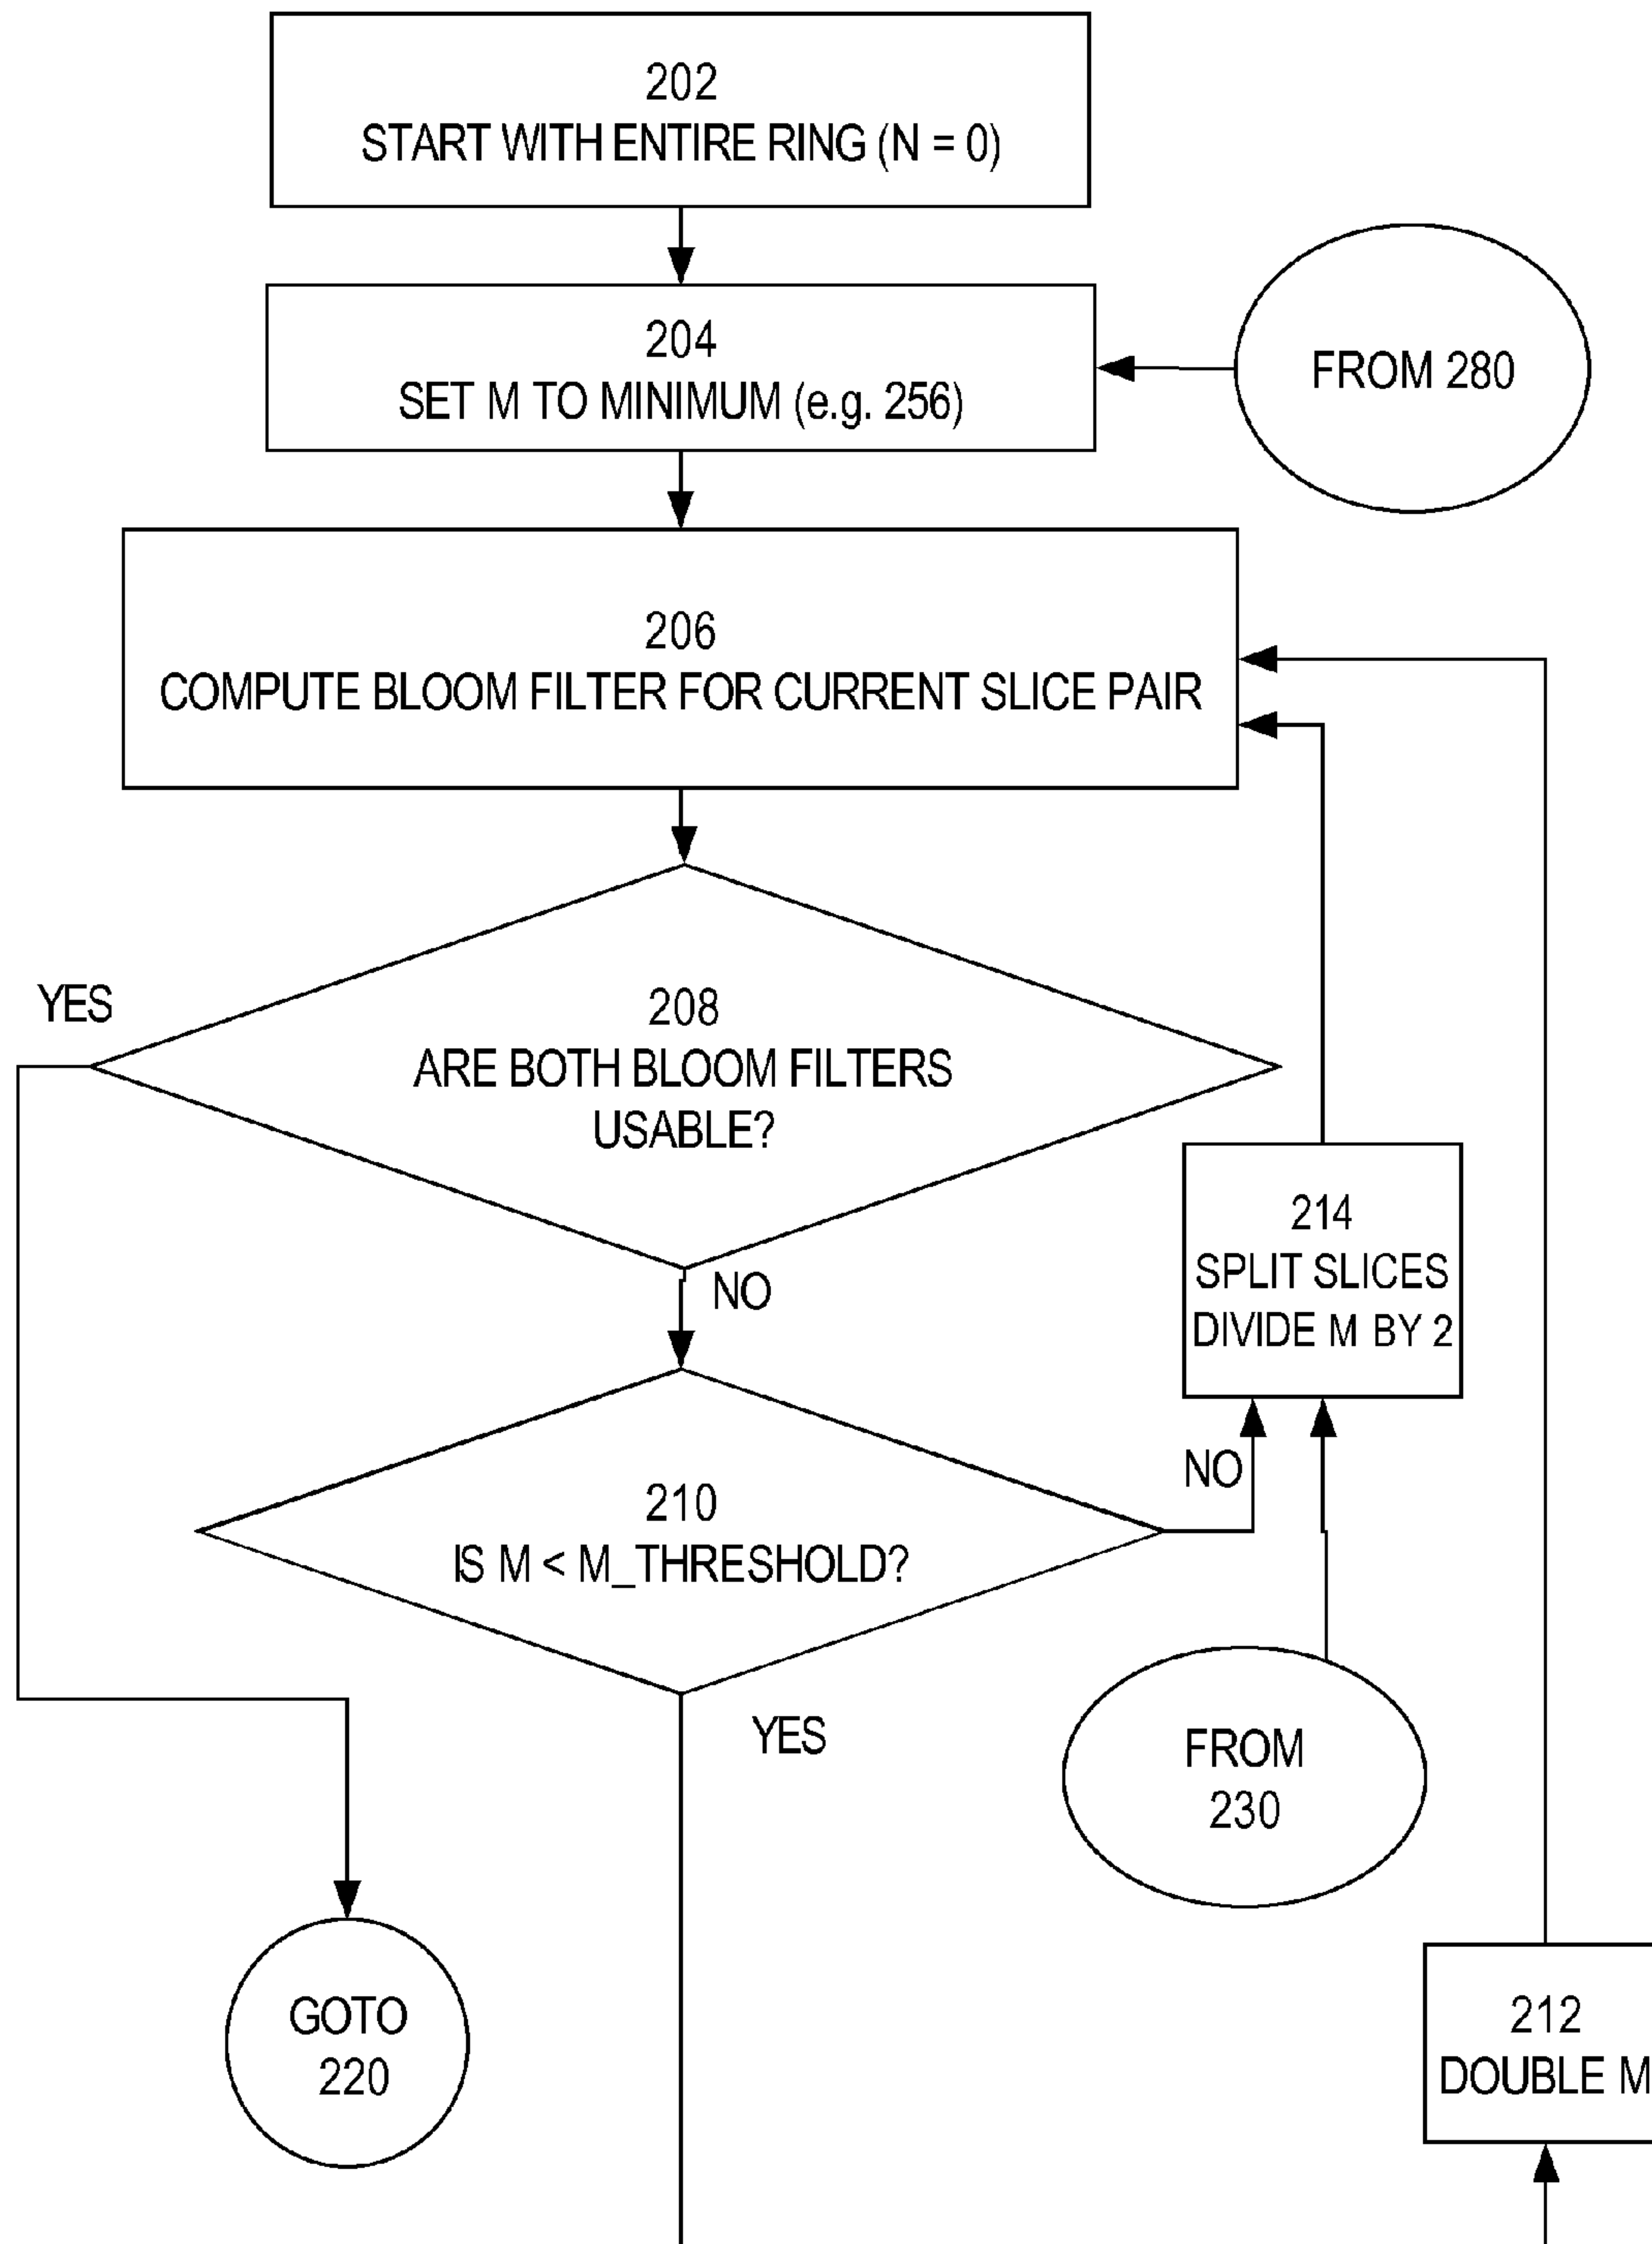 202
START WITH ENTIRE RING (N = 0)
204
SET M TO MINIMUM (e.g. 256)
FROM 280
206
COMPUTE BLOOM FILTER FOR CURRENT SLICE PAIR
YES
208
ARE BOTH BLOOM FILTERS
USABLE?
NO
214
SPLIT SLICES
DIVIDE M BY 2
NO
210
IS M < M_THRESHOLD?
YES
FROM
230
GOTO
220
212
DOUBLE M